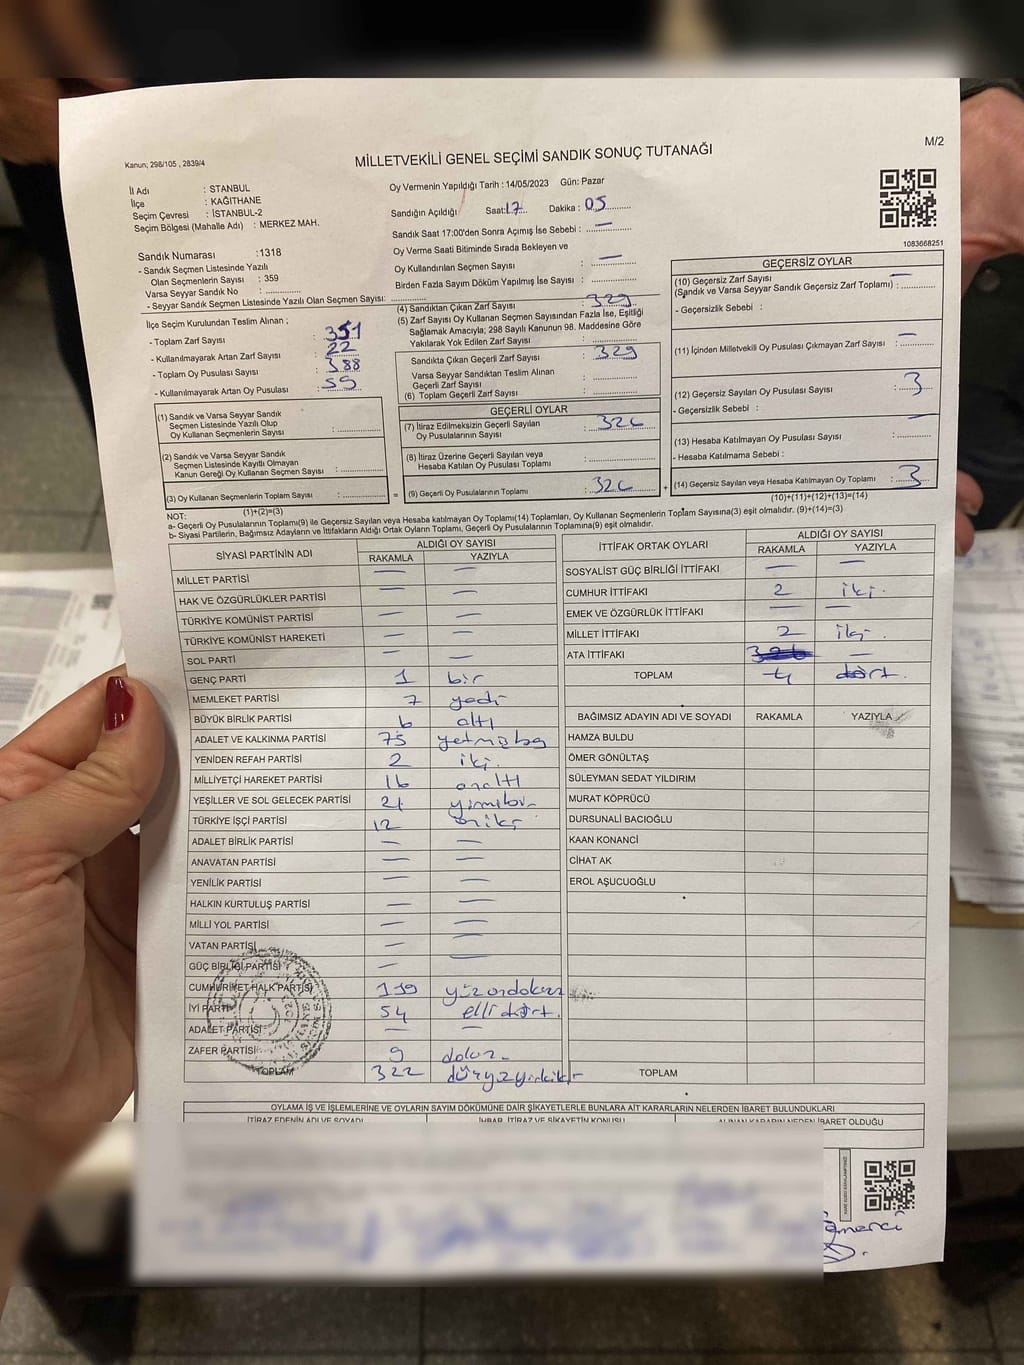 Kanun; 298/105 , 2839/4
MİLLETVEKİLİ GENEL SEÇİMİ SANDIK SONUÇ TUTANAĞI
M/2
İl Adı : STANBUL
İlçe : KAĞITHANE
Seçim Çevresi : İSTANBUL-2
Seçim Bölgesi (Mahalle Adı) : MERKEZ MAH.
Oy Vermenin Yapıldığı Tarih : 14/05/2023 Gün: Pazar
Sandığın Açıldığı Saat: 17 Dakika : 05
Sandık Saat 17:00'den Sonra Açımış İse Sebebi : —
Oy Verme Saati Bitiminde Sırada Bekleyen ve
Oy Kullandırılan Seçmen Sayısı : —
Birden Fazla Sayım Döküm Yapılmış İse Sayısı :
1083668251
Sandık Numarası :1318
- Sandık Seçmen Listesinde Yazılı
Olan Seçmenlerin Sayısı : 359
Varsa Seyyar Sandık No :
- Seyyar Sandık Seçmen Listesinde Yazılı Olan Seçmen Sayısı:
İlçe Seçim Kurulundan Teslim Alınan ;
- Toplam Zarf Sayısı : 351
- Kullanılmayarak Artan Zarf Sayısı : 22
- Toplam Oy Pusulası Sayısı : 388
- Kullanılmayarak Artan Oy Pusulası : 59
(1) Sandık ve Varsa Seyyar Sandık
Seçmen Listesinde Yazılı Olup
Oy Kullanan Seçmenlerin Sayısı :
(2) Sandık ve Varsa Seyyar Sandık
Seçmen Listesinde Kayıtlı Olmayan
Kanun Gereği Oy Kullanan Seçmen Sayısı :
(3) Oy Kullanan Seçmenlerin Toplam Sayısı :
(1)+(2)=(3)
(4) Sandıktan Çıkan Zarf Sayısı : 329
(5) Zarf Sayısı Oy Kullanan Seçmen Sayısından Fazla İse, Eşitliği
Sağlamak Amacıyla; 298 Sayılı Kanunun 98. Maddesine Göre
Yakılarak Yok Edilen Zarf Sayısı :
Sandıkta Çıkan Geçerli Zarf Sayısı : 329
Varsa Seyyar Sandıktan Teslim Alınan
Geçerli Zarf Sayısı :
(6) Toplam Geçerli Zarf Sayısı :
GEÇERLİ OYLAR
(7) İtiraz Edilmeksizin Geçerli Sayılan
Oy Pusulalarının Sayısı : 326
(8) İtiraz Üzerine Geçerli Sayılan veya
Hesaba Katılan Oy Pusulası Toplamı :
= (9) Geçerli Oy Pusulalarının Toplamı : 326 +
GEÇERSİZ OYLAR
(10) Geçersiz Zarf Sayısı —
(Sandık ve Varsa Seyyar Sandık Geçersiz Zarf Toplamı) :
- Geçersizlik Sebebi :
(11) İçinden Milletvekili Oy Pusulası Çıkmayan Zarf Sayısı : —
(12) Geçersiz Sayılan Oy Pusulası Sayısı : 3
- Geçersizlik Sebebi :
(13) Hesaba Katılmayan Oy Pusulası Sayısı : —
- Hesaba Katılmama Sebebi :
(14) Geçersiz Sayılan veya Hesaba Katılmayan Oy Toplamı : 3
(10)+(11)+(12)+(13)=(14)
NOT:
a- Geçerli Oy Pusulaları Toplamı(9) ile Geçersiz Sayılan veya Hesaba katılmayan Oy Toplamı(14) Toplamları, Oy Kullanan Seçmenlerin Toplam Sayısına(3) eşit olmalıdır. (9)+(14)=(3)
b- Siyasi Partilerin, Bağımsız Adayların ve İttifakların Aldığı Ortak Oyların Toplamı, Geçerli Oy Pusulalarının Toplamına(9) eşit olmalıdır.
SİYASİ PARTİNİN ADI ALDIĞI OY SAYISI
RAKAMLA YAZIYLA
MİLLET PARTİSİ — —
HAK VE ÖZGÜRLÜKLER PARTİSİ — —
TÜRKİYE KOMÜNİST PARTİSİ — —
TÜRKİYE KOMÜNİST HAREKETİ — —
SOL PARTİ — —
GENÇ PARTİ 1 bir
MEMLEKET PARTİSİ 7 yedi
BÜYÜK BİRLİK PARTİSİ 6 altı
ADALET VE KALKINMA PARTİSİ 75
YENİDEN REFAH PARTİSİ 2 iki
MİLLİYETÇİ HAREKET PARTİSİ 16 onaltı
YEŞİLLER VE SOL GELECEK PARTİSİ 21
TÜRKİYE İŞÇİ PARTİSİ 12 oniki
ADALET BİRLİK PARTİSİ — —
ANAVATAN PARTİSİ — —
YENİLİK PARTİSİ — —
HALKIN KURTULUŞ PARTİSİ — —
MİLLİ YOL PARTİSİ — —
VATAN PARTİSİ — —
GÜÇ BİRLİĞİ PARTİSİ — —
CUMHURİYET HALK PARTİSİ 119
İYİ PARTİ 54 elli dört.
ADALET PARTİSİ — —
ZAFER PARTİSİ 9
TOPLAM 322
İTTİFAK ORTAK OYLARI ALDIĞI OY SAYISI
RAKAMLA YAZIYLA
SOSYALİST GÜÇ BİRLİĞİ İTTİFAKI — —
CUMHUR İTTİFAKI 2 iki.
EMEK VE ÖZGÜRLÜK İTTİFAKI — —
MİLLET İTTİFAKI 2 iki.
ATA İTTİFAKI —
TOPLAM 4 dört.
BAĞIMSIZ ADAYIN ADI VE SOYADI RAKAMLA YAZIYLA
HAMZA BULDU
ÖMER GÖNÜLTAŞ
SÜLEYMAN SEDAT YILDIRIM
MURAT KÖPRÜCÜ
DURSUNALİ BACIOĞLU
KAAN KONANCİ
CİHAT AK
EROL AŞUCUOĞLU
TOPLAM
OYLAMA İŞ VE İŞLEMLERİNE VE OYLARIN SAYIM DÖKÜMÜNE DAİR ŞİKAYETLERLE BUNLARA AİT KARARLARIN NELERDEN İBARET BULUNDUKLARI
İTİRAZ EDENİN ADI VE SOYADI İHBAR, İTİRAZ VE ŞİKAYETİN KONUSU ALINAN KARARIN NEDEN İBARET OLDUĞU